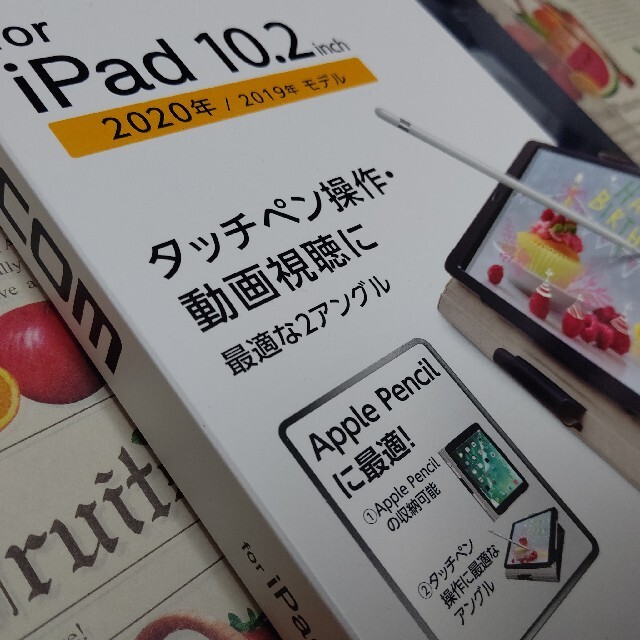 for
iPad 10.2 inch
2020年 / 2019年 モデル
タッチペン操作・
動画視聴に
最適な2アングル
Apple Pencil
に最適!
①Apple Pencil
の収納可能
②タッチペン
操作に最適な
アングル
com
for iPad
ruit